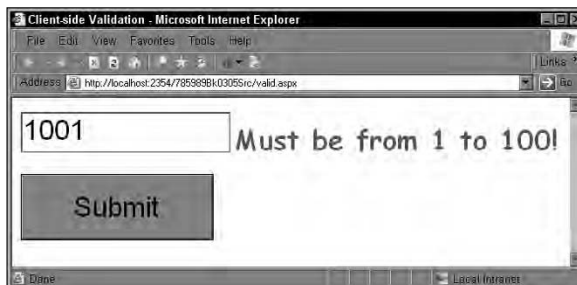 Client-side Validation - Microsoft Internet Explorer
File Edit View Favorites Tools Help
Links
Address http://localhost:2354/785989Bk0305Src/valid.aspx Go
1001 Must be from 1 to 100!
Submit
Done Local intranet